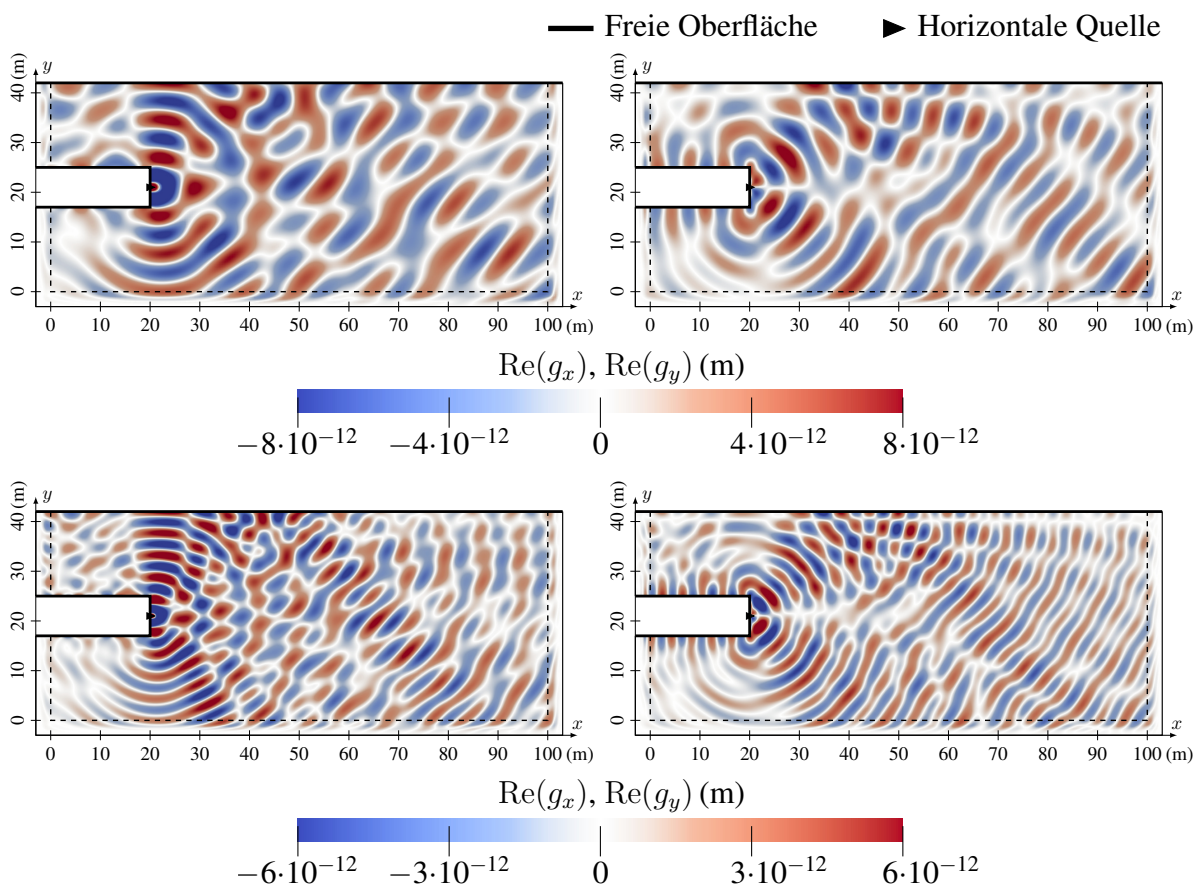 Freie Oberfläche Horizontale Quelle
y y
40 (m) 30 20 10 0 40 (m) 30 20 10 0
x x
0 10 20 30 40 50 60 70 80 90 100 (m) 0 10 20 30 40 50 60 70 80 90 100 (m)
Re(gₓ), Re(g_y) (m)
−8·10⁻¹² −4·10⁻¹² 0 4·10⁻¹² 8·10⁻¹²
y y
40 (m) 30 20 10 0 40 (m) 30 20 10 0
x x
0 10 20 30 40 50 60 70 80 90 100 (m) 0 10 20 30 40 50 60 70 80 90 100 (m)
Re(gₓ), Re(g_y) (m)
−6·10⁻¹² −3·10⁻¹² 0 3·10⁻¹² 6·10⁻¹²